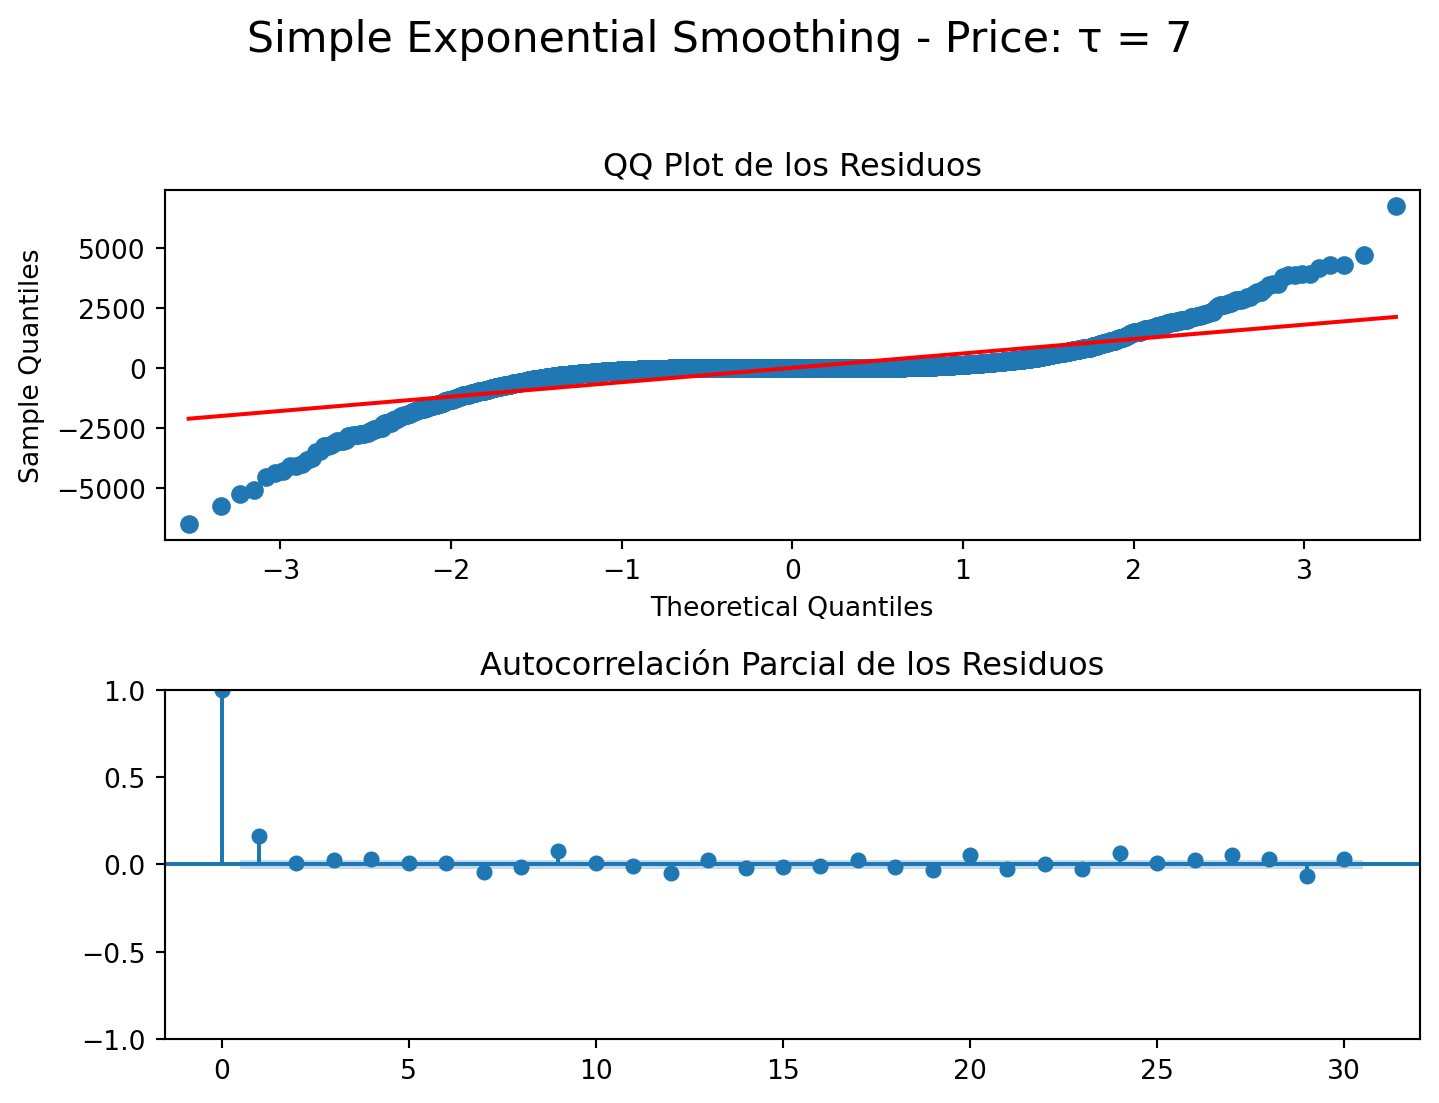 Simple Exponential Smoothing - Price: τ = 7
QQ Plot de los Residuos
Sample Quantiles
5000
2500
0
−2500
−5000
−3 −2 −1 0 1 2 3
Theoretical Quantiles
Autocorrelación Parcial de los Residuos
1.0
0.5
0.0
−0.5
−1.0
0 5 10 15 20 25 30